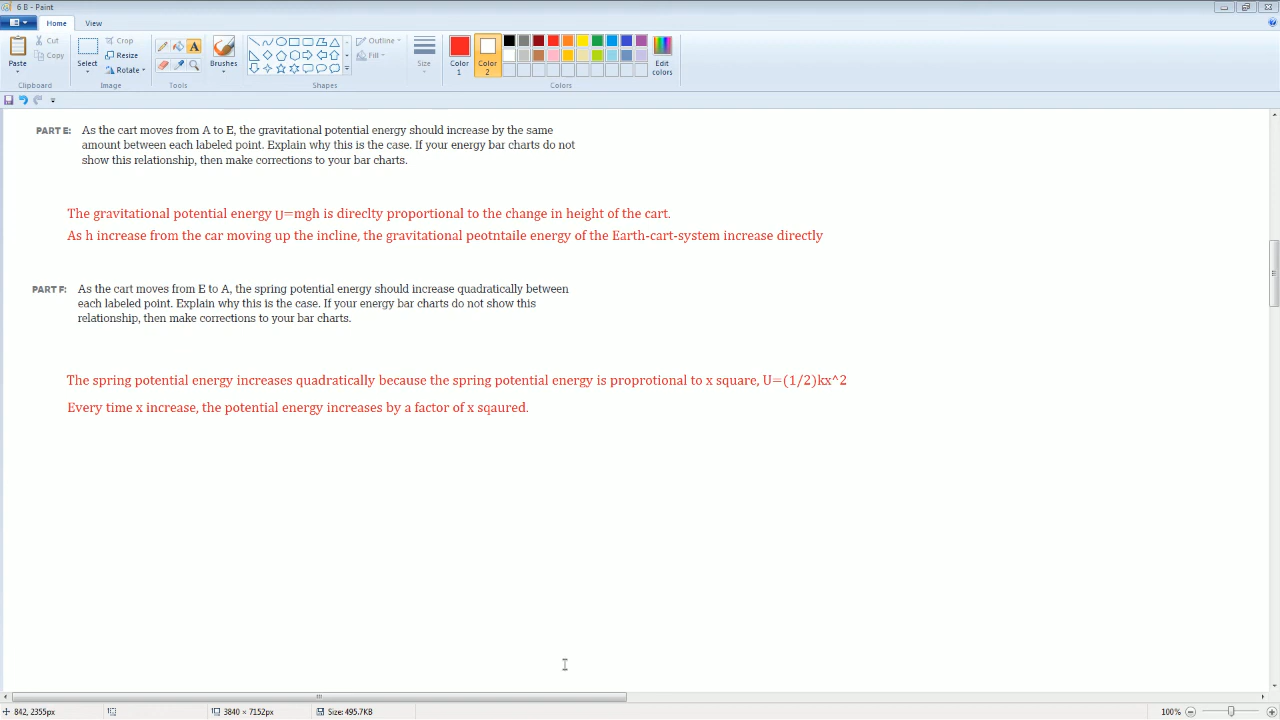 6 B - Paint
Home View
Paste
Cut
Copy
Clipboard
Select
Crop
Resize
Rotate
Image
Tools
Brushes
Shapes
Outline
Fill
Size
Color 1
Color 2
Colors
Edit colors
PART E: As the cart moves from A to E, the gravitational potential energy should increase by the same
amount between each labeled point. Explain why this is the case. If your energy bar charts do not
show this relationship, then make corrections to your bar charts.
The gravitational potential energy U=mgh is direclty proportional to the change in height of the cart.
As h increase from the car moving up the incline, the gravitational peotntaile energy of the Earth-cart-system increase directly
PART F: As the cart moves from E to A, the spring potential energy should increase quadratically between
each labeled point. Explain why this is the case. If your energy bar charts do not show this
relationship, then make corrections to your bar charts.
The spring potential energy increases quadratically because the spring potential energy is proprotional to x square, U=(1/2)kx^2
Every time x increase, the potential energy increases by a factor of x sqaured.
842, 2355px 3840 × 7152px Size: 495.7KB 100%